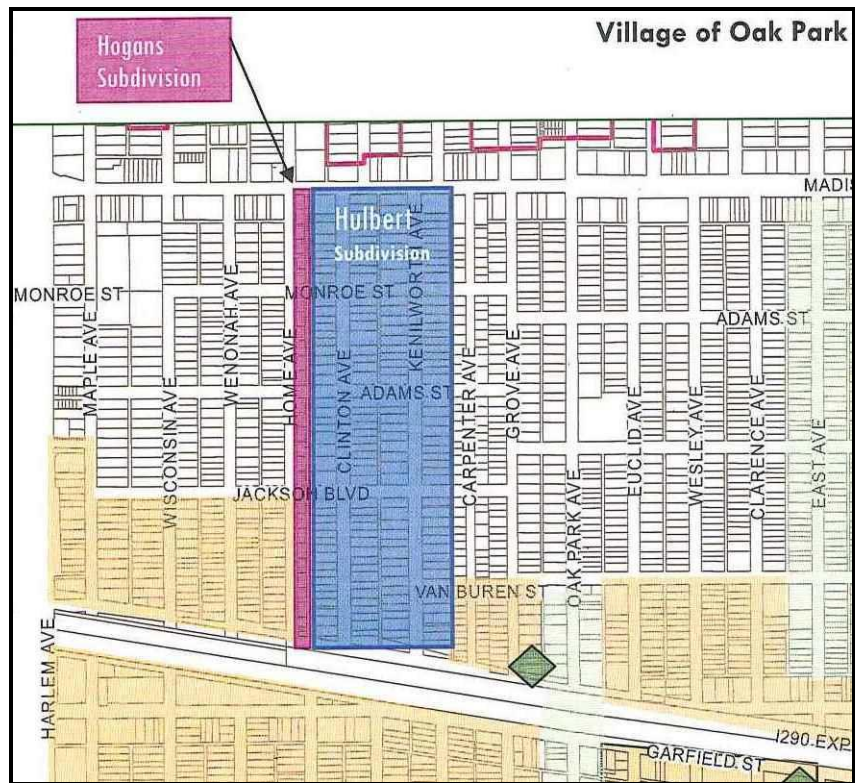 Village of Oak Park
Hogans
Subdivision
MADIS
Hulbert
Subdivision
MONROE ST
MONROE ST
ADAMS ST
MAPLE AVE
WISCONSIN AVE
WENONAH AVE
HOME AVE
CLINTON AVE
KENILWORTH AVE
ADAMS ST
CARPENTER AVE
GROVE AVE
OAK PARK AVE
EUCLID AVE
WESLEY AVE
CLARENCE AVE
EAST AVE
JACKSON BLVD
VAN BUREN ST
HARLEM AVE
I290 EXP
GARFIELD ST